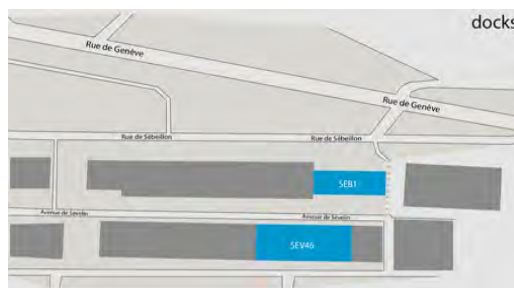 docks
Rue de Genève
Rue de Genève
Rue de Sébeillon
Rue de Sébeillon
SEB1
Avenue de Sévelin
Avenue de Sévelin
SEV46